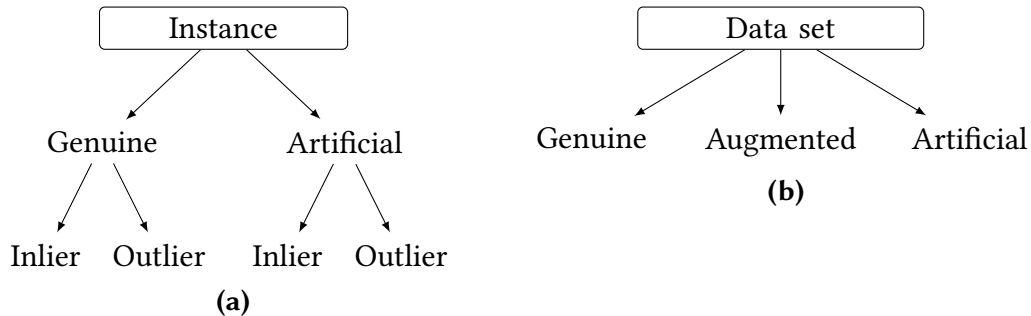 Instance
Genuine Artificial
Inlier Outlier Inlier Outlier
(a)
Data set
Genuine Augmented Artificial
(b)